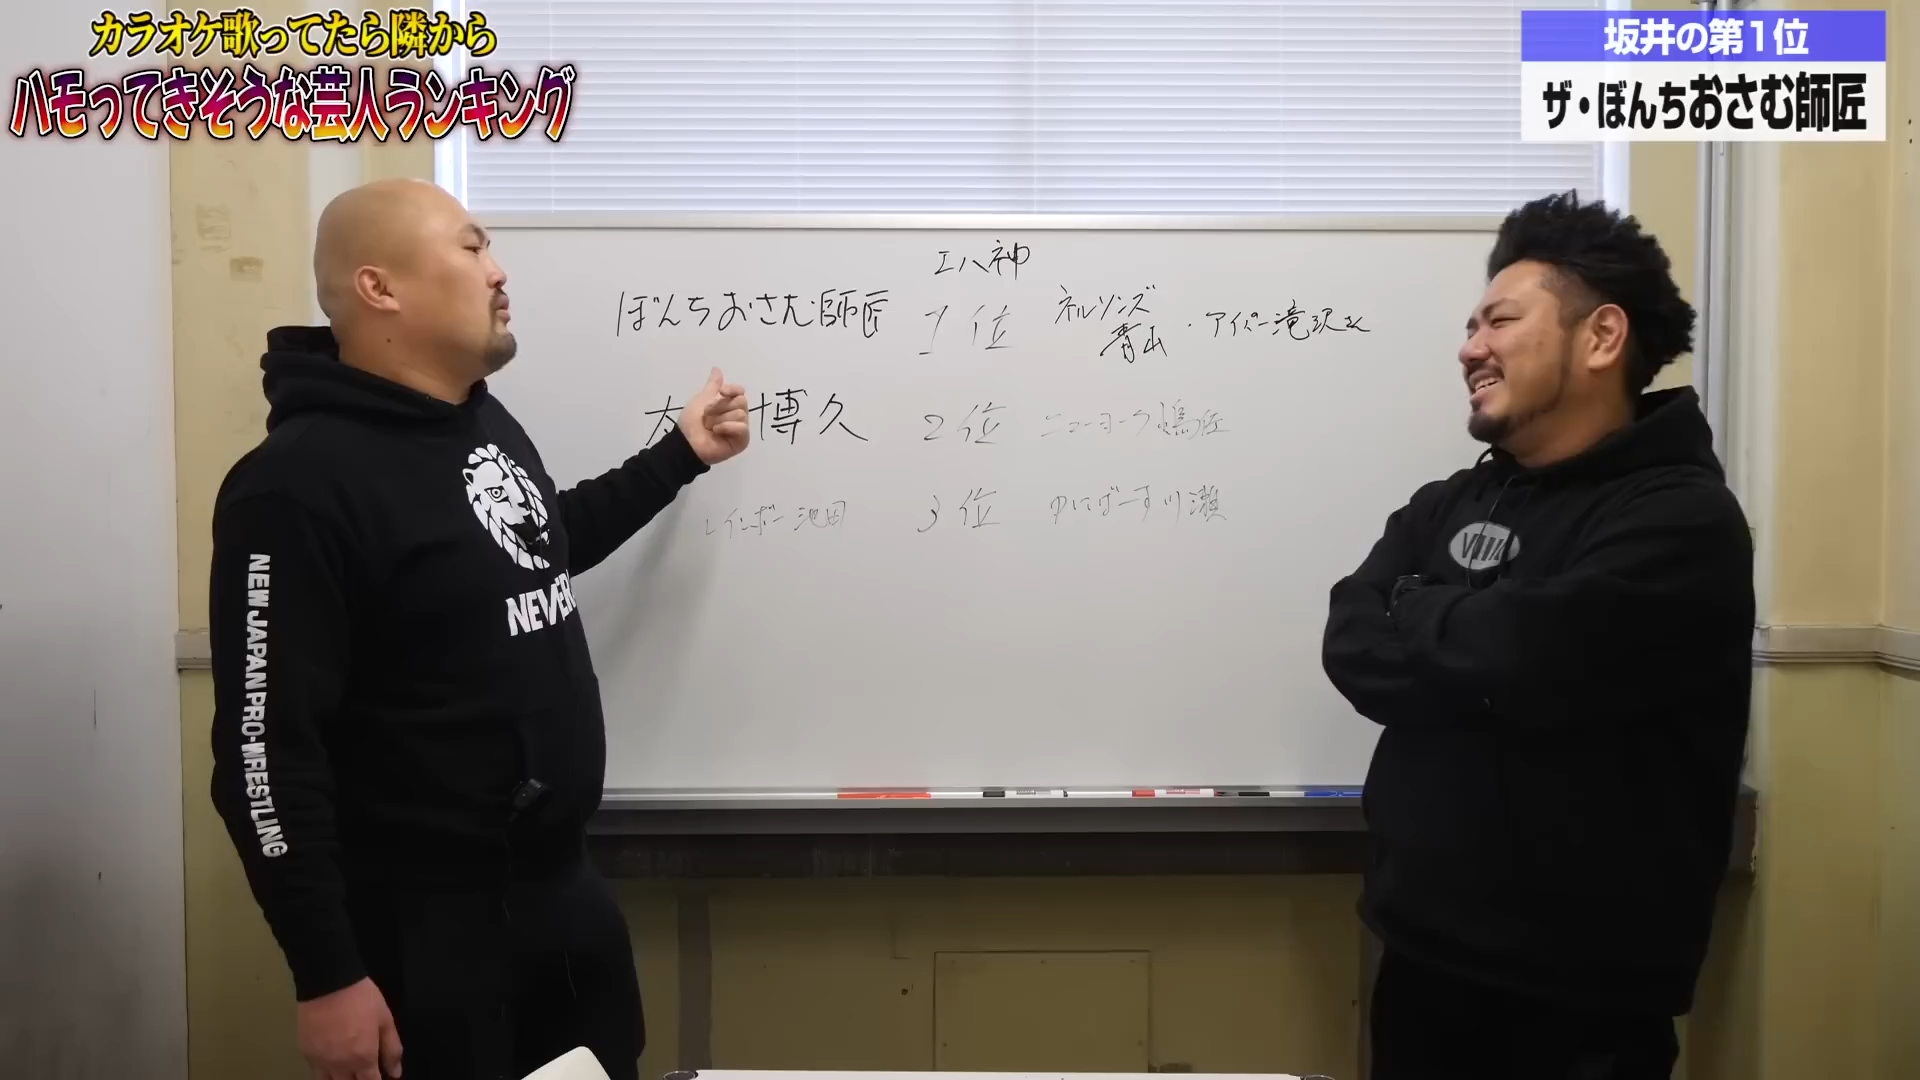 カラオケ歌ってたら隣から
ハモってきそうな芸人ランキング
坂井の第1位
ザ・ぼんちおさむ師匠
エハ神
ぼんちおさむ師匠 1位 ネルソンズ
青山・アイパー滝沢さん
太 博久 2位 ニューヨーク嶋佐
レインボー池田 3位 ゆにばーす川瀬
NEW JAPAN PRO-WRESTLING